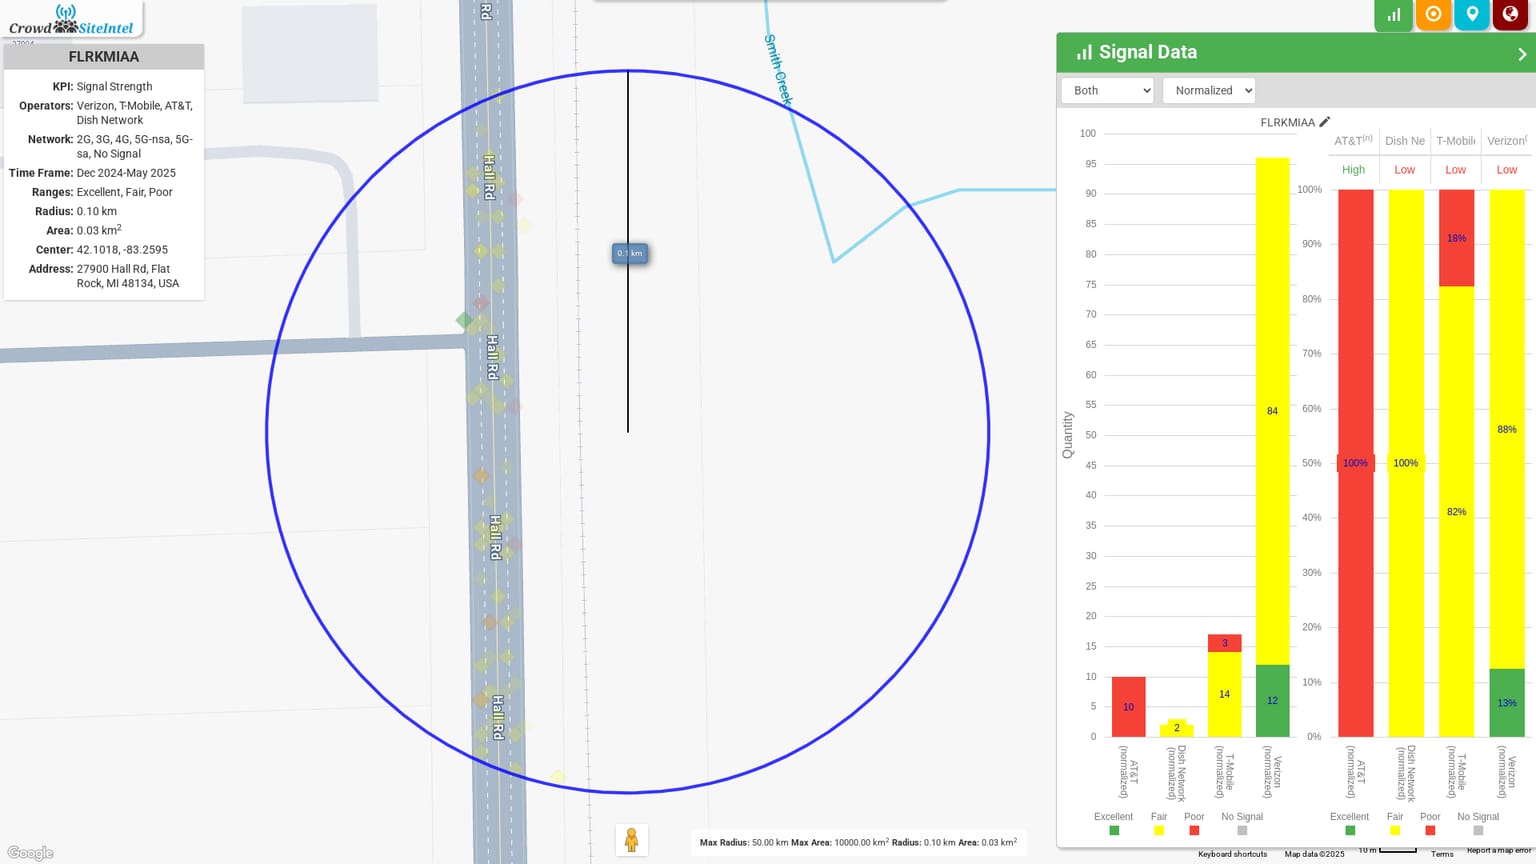 Crowd SiteIntel
FLRKMIAA
KPI: Signal Strength
Operators: Verizon, T-Mobile, AT&T,
Dish Network
Network: 2G, 3G, 4G, 5G-nsa, 5G-
sa, No Signal
Time Frame: Dec 2024-May 2025
Ranges: Excellent, Fair, Poor
Radius: 0.10 km
Area: 0.03 km2
Center: 42.1018, -83.2595
Address: 27900 Hall Rd, Flat
Rock, MI 48134, USA
Rd
Hall Rd
Hall Rd
Hall Rd
Hall Rd
Smith Creek
0.1 km
Google
Max Radius: 50.00 km Max Area: 10000.00 km2 Radius: 0.10 km Area: 0.03 km2
Signal Data
Both
Normalized
FLRKMIAA
Quantity
100
95
90
85
80
75
70
65
60
55
50
45
40
35
30
25
20
15
10
5
0
10
2
3
14
84
12
AT&T (normalized)
Dish Network (normalized)
T-Mobile (normalized)
Verizon (normalized)
Excellent Fair Poor No Signal
AT&T(n) Dish Ne T-Mobile Verizon(
High Low Low Low
100%
90%
80%
70%
60%
50%
40%
30%
20%
10%
0%
100%
100%
18%
82%
88%
13%
AT&T (normalized)
Dish Network (normalized)
T-Mobile (normalized)
Verizon (normalized)
Excellent Fair Poor No Signal
Keyboard shortcuts Map data ©2025 10 m Terms Report a map error